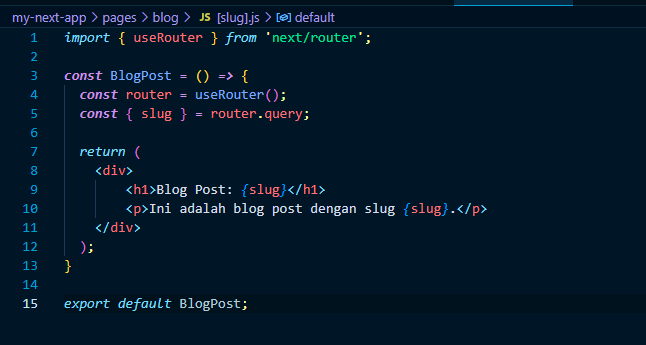 my-next-app > pages > blog > JS [slug].js > default
1 import { useRouter } from 'next/router';
2
3 const BlogPost = () => {
4 const router = useRouter();
5 const { slug } = router.query;
6
7 return (
8 <div>
9 <h1>Blog Post: {slug}</h1>
10 <p>Ini adalah blog post dengan slug {slug}.</p>
11 </div>
12 );
13 }
14
15 export default BlogPost;